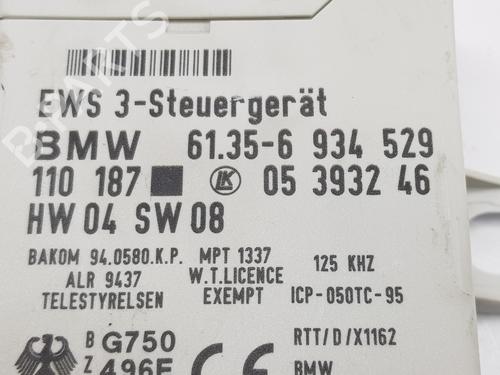 EWS 3-Steuergerät
BMW 61.35-6 934 529
110 187 LK 05 3932 46
HW 04 SW 08
BAKOM 94.0580.K.P. MPT 1337 125 KHZ
ALR 9437 W.T.LICENCE
TELESTYRELSEN EXEMPT ICP-050TC-95
B G750 RTT/D/X1162
Z 496E CE BMW